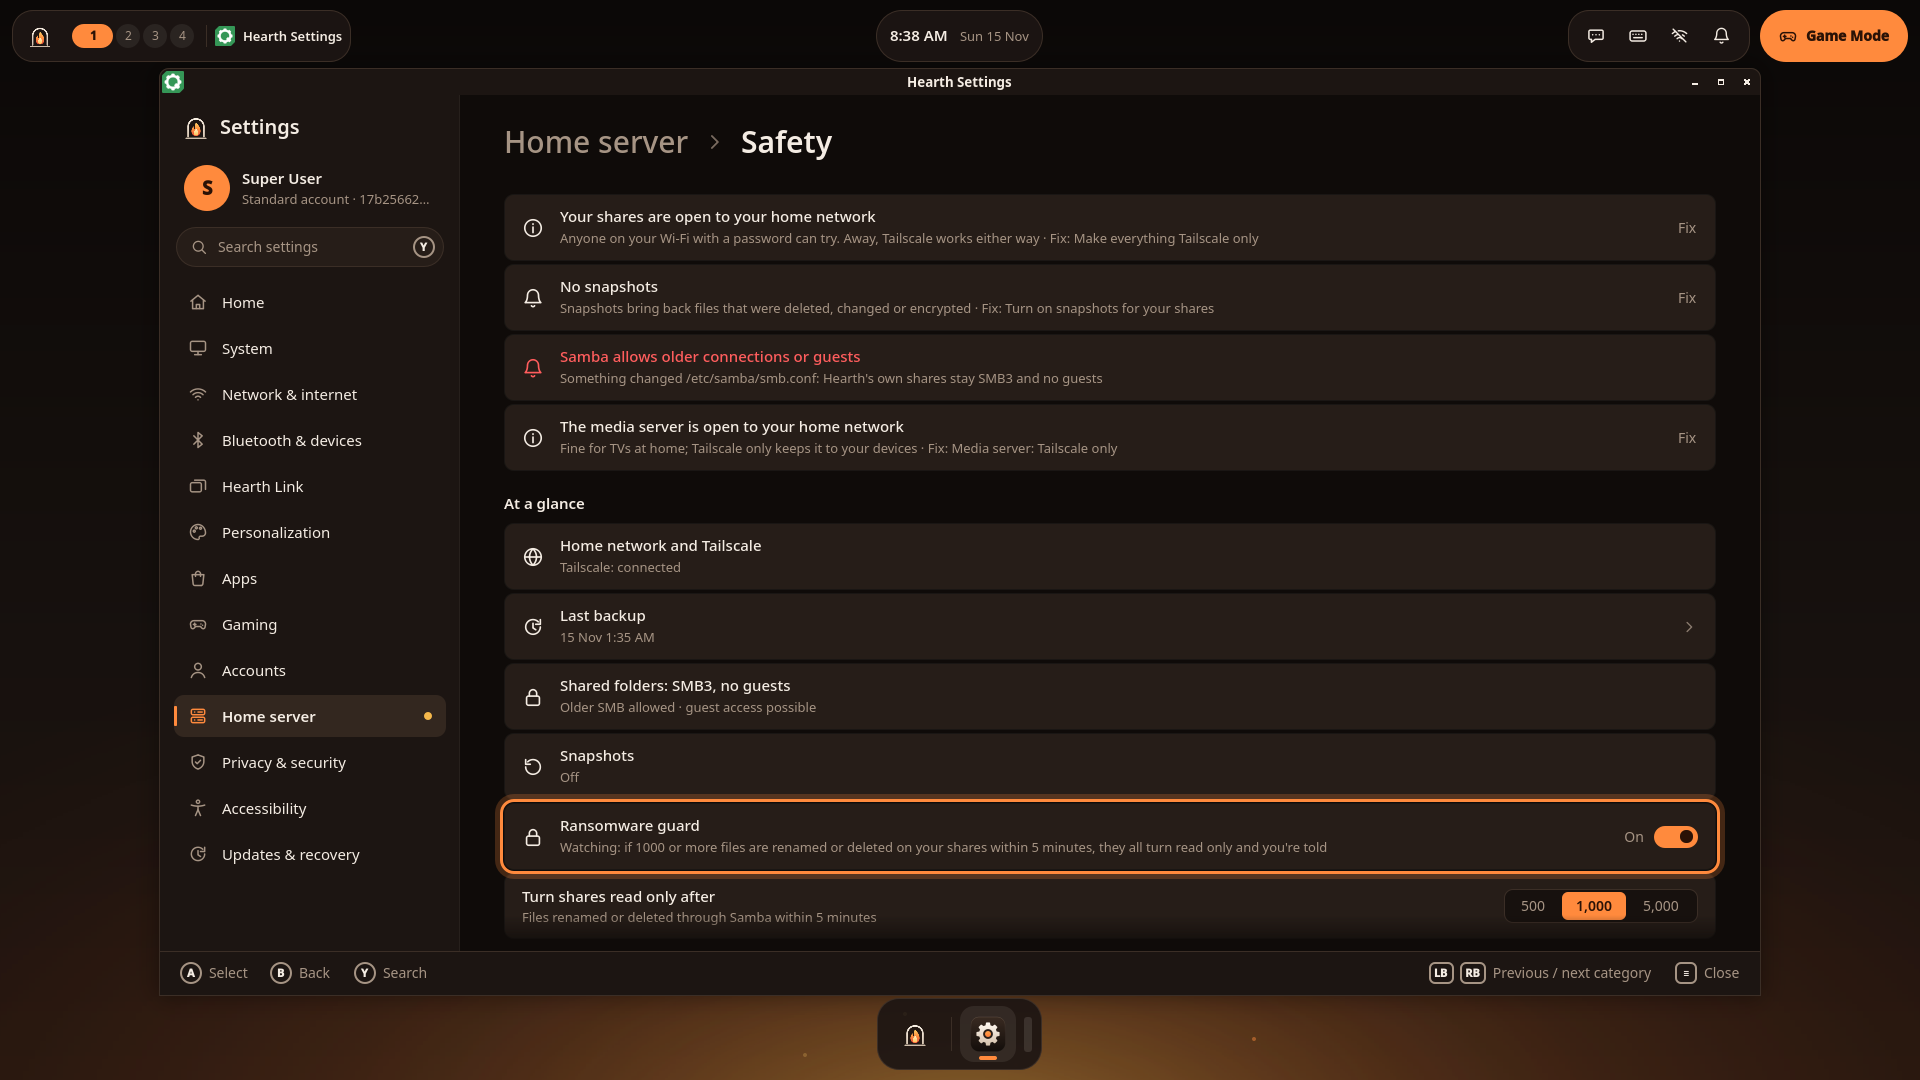 1 2 3 4 Hearth Settings
8:38 AM Sun 15 Nov
Game Mode
Hearth Settings
Settings
S
Super User
Standard account · 17b25662...
Search settings Y
Home
System
Network & internet
Bluetooth & devices
Hearth Link
Personalization
Apps
Gaming
Accounts
Home server
Privacy & security
Accessibility
Updates & recovery
Home server > Safety
Your shares are open to your home network
Anyone on your Wi-Fi with a password can try. Away, Tailscale works either way · Fix: Make everything Tailscale only
Fix
No snapshots
Snapshots bring back files that were deleted, changed or encrypted · Fix: Turn on snapshots for your shares
Fix
Samba allows older connections or guests
Something changed /etc/samba/smb.conf: Hearth's own shares stay SMB3 and no guests
The media server is open to your home network
Fine for TVs at home; Tailscale only keeps it to your devices · Fix: Media server: Tailscale only
Fix
At a glance
Home network and Tailscale
Tailscale: connected
Last backup
15 Nov 1:35 AM
Shared folders: SMB3, no guests
Older SMB allowed · guest access possible
Snapshots
Off
Ransomware guard
Watching: if 1000 or more files are renamed or deleted on your shares within 5 minutes, they all turn read only and you're told
On
Turn shares read only after
Files renamed or deleted through Samba within 5 minutes
500 1,000 5,000
A Select B Back Y Search
LB RB Previous / next category ≡ Close